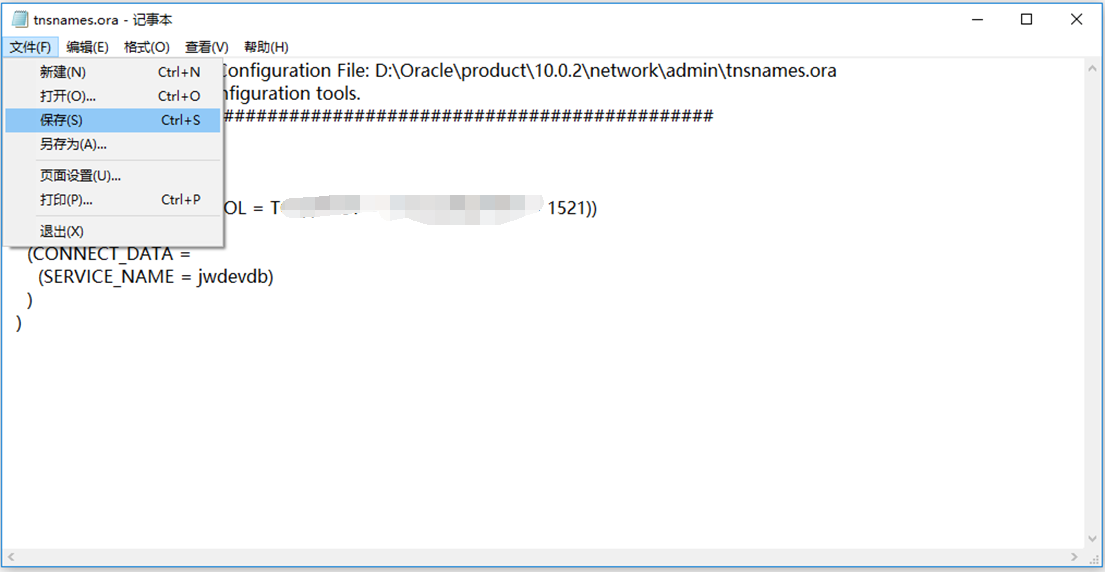 tnsnames.ora - 记事本
文件(F) 编辑(E) 格式(O) 查看(V) 帮助(H)
新建(N) Ctrl+N
打开(O)... Ctrl+O
保存(S) Ctrl+S
另存为(A)...
页面设置(U)...
打印(P)... Ctrl+P
退出(X)
Configuration File: D:\Oracle\product\10.0.2\network\admin\tnsnames.ora
nfiguration tools.
#############################################
OL = T 1521))
(CONNECT_DATA =
(SERVICE_NAME = jwdevdb)
)
)